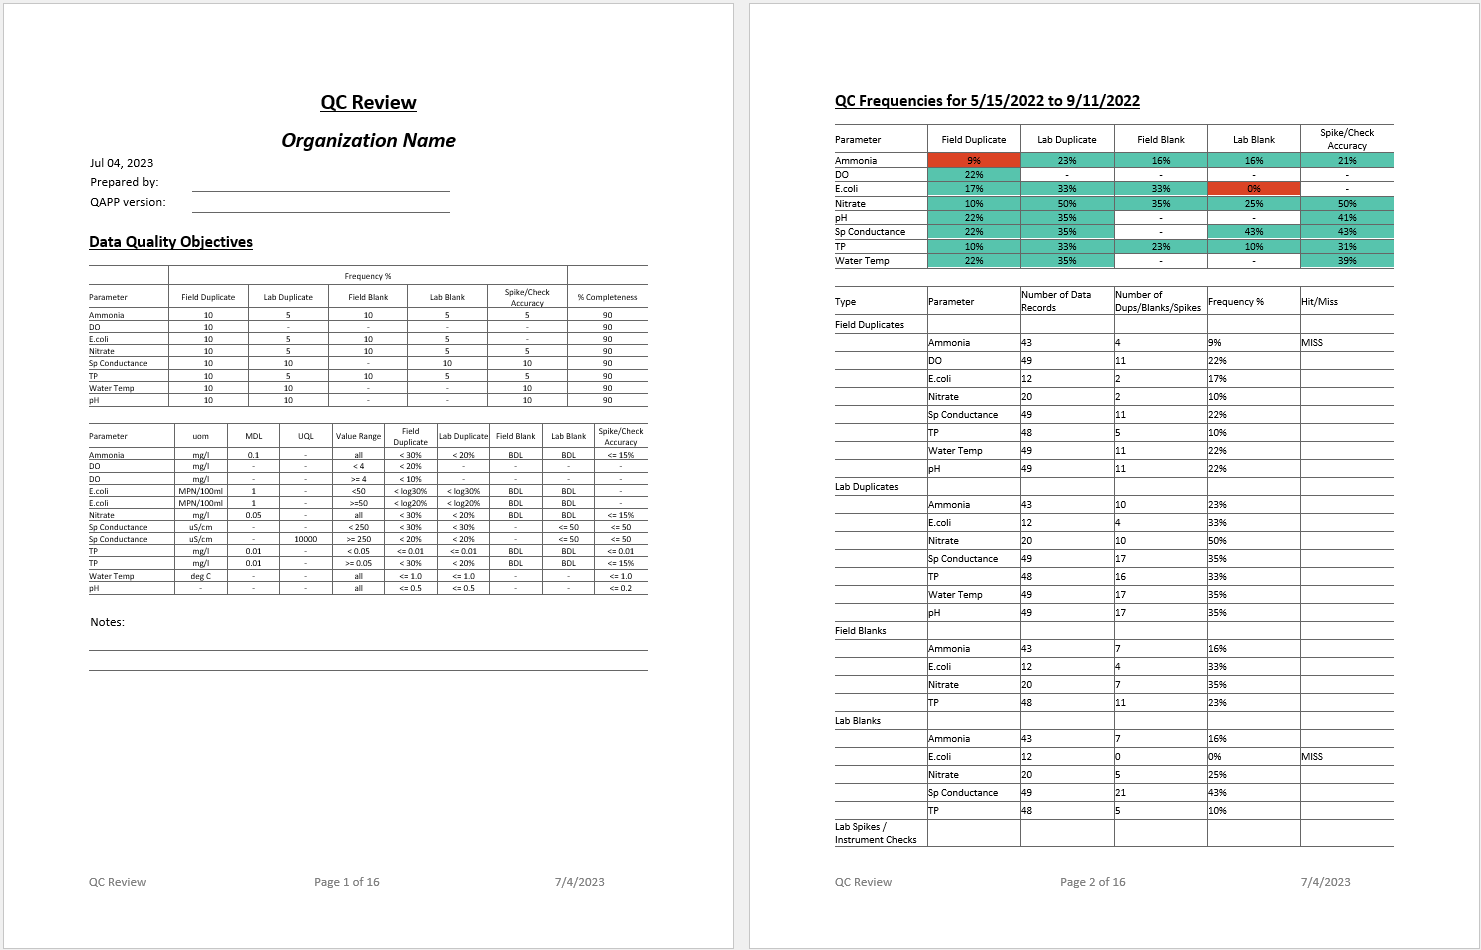 QC Review
Organization Name
Jul 04, 2023
Prepared by:
QAPP version:
Data Quality Objectives
Frequency %
Parameter Field Duplicate Lab Duplicate Field Blank Lab Blank Spike/Check Accuracy % Completeness
Ammonia 10 5 10 5 5 90
DO 10 - - - - 90
E.coli 10 5 10 5 - 90
Nitrate 10 5 10 5 5 90
Sp Conductance 10 10 - 10 10 90
TP 10 5 10 5 5 90
Water Temp 10 10 - - 10 90
pH 10 10 - - 10 90
Parameter uom MDL UQL Value Range Field Duplicate Lab Duplicate Field Blank Lab Blank Spike/Check Accuracy
Ammonia mg/l 0.1 - all < 30% < 20% BDL BDL <= 15%
DO mg/l - - < 4 < 20% - - - -
DO mg/l - - >= 4 < 10% - - - -
E.coli MPN/100ml 1 - <50 < log30% < log30% BDL BDL -
E.coli MPN/100ml 1 - >=50 < log20% < log20% BDL BDL -
Nitrate mg/l 0.05 - all < 30% < 20% BDL BDL <= 15%
Sp Conductance uS/cm - - < 250 < 30% < 30% - <= 50 <= 50
Sp Conductance uS/cm - 10000 >= 250 < 20% < 20% - <= 50 <= 50
TP mg/l 0.01 - < 0.05 <= 0.01 <= 0.01 BDL BDL <= 0.01
TP mg/l 0.01 - >= 0.05 < 30% < 20% BDL BDL <= 15%
Water Temp deg C - - all <= 1.0 <= 1.0 - - <= 1.0
pH - - - all <= 0.5 <= 0.5 - - <= 0.2
Notes:
QC Review Page 1 of 16 7/4/2023
QC Frequencies for 5/15/2022 to 9/11/2022
Parameter Field Duplicate Lab Duplicate Field Blank Lab Blank Spike/Check Accuracy
Ammonia 9% 23% 16% 16% 21%
DO 22% - - - -
E.coli 17% 33% 33% 0% -
Nitrate 10% 50% 35% 25% 50%
pH 22% 35% - - 41%
Sp Conductance 22% 35% - 43% 43%
TP 10% 33% 23% 10% 31%
Water Temp 22% 35% - - 39%
Type Parameter Number of Data Records Number of Dups/Blanks/Spikes Frequency % Hit/Miss
Field Duplicates
Ammonia 43 4 9% MISS
DO 49 11 22%
E.coli 12 2 17%
Nitrate 20 2 10%
Sp Conductance 49 11 22%
TP 48 5 10%
Water Temp 49 11 22%
pH 49 11 22%
Lab Duplicates
Ammonia 43 10 23%
E.coli 12 4 33%
Nitrate 20 10 50%
Sp Conductance 49 17 35%
TP 48 16 33%
Water Temp 49 17 35%
pH 49 17 35%
Field Blanks
Ammonia 43 7 16%
E.coli 12 4 33%
Nitrate 20 7 35%
TP 48 11 23%
Lab Blanks
Ammonia 43 7 16%
E.coli 12 0 0% MISS
Nitrate 20 5 25%
Sp Conductance 49 21 43%
TP 48 5 10%
Lab Spikes /
Instrument Checks
QC Review Page 2 of 16 7/4/2023